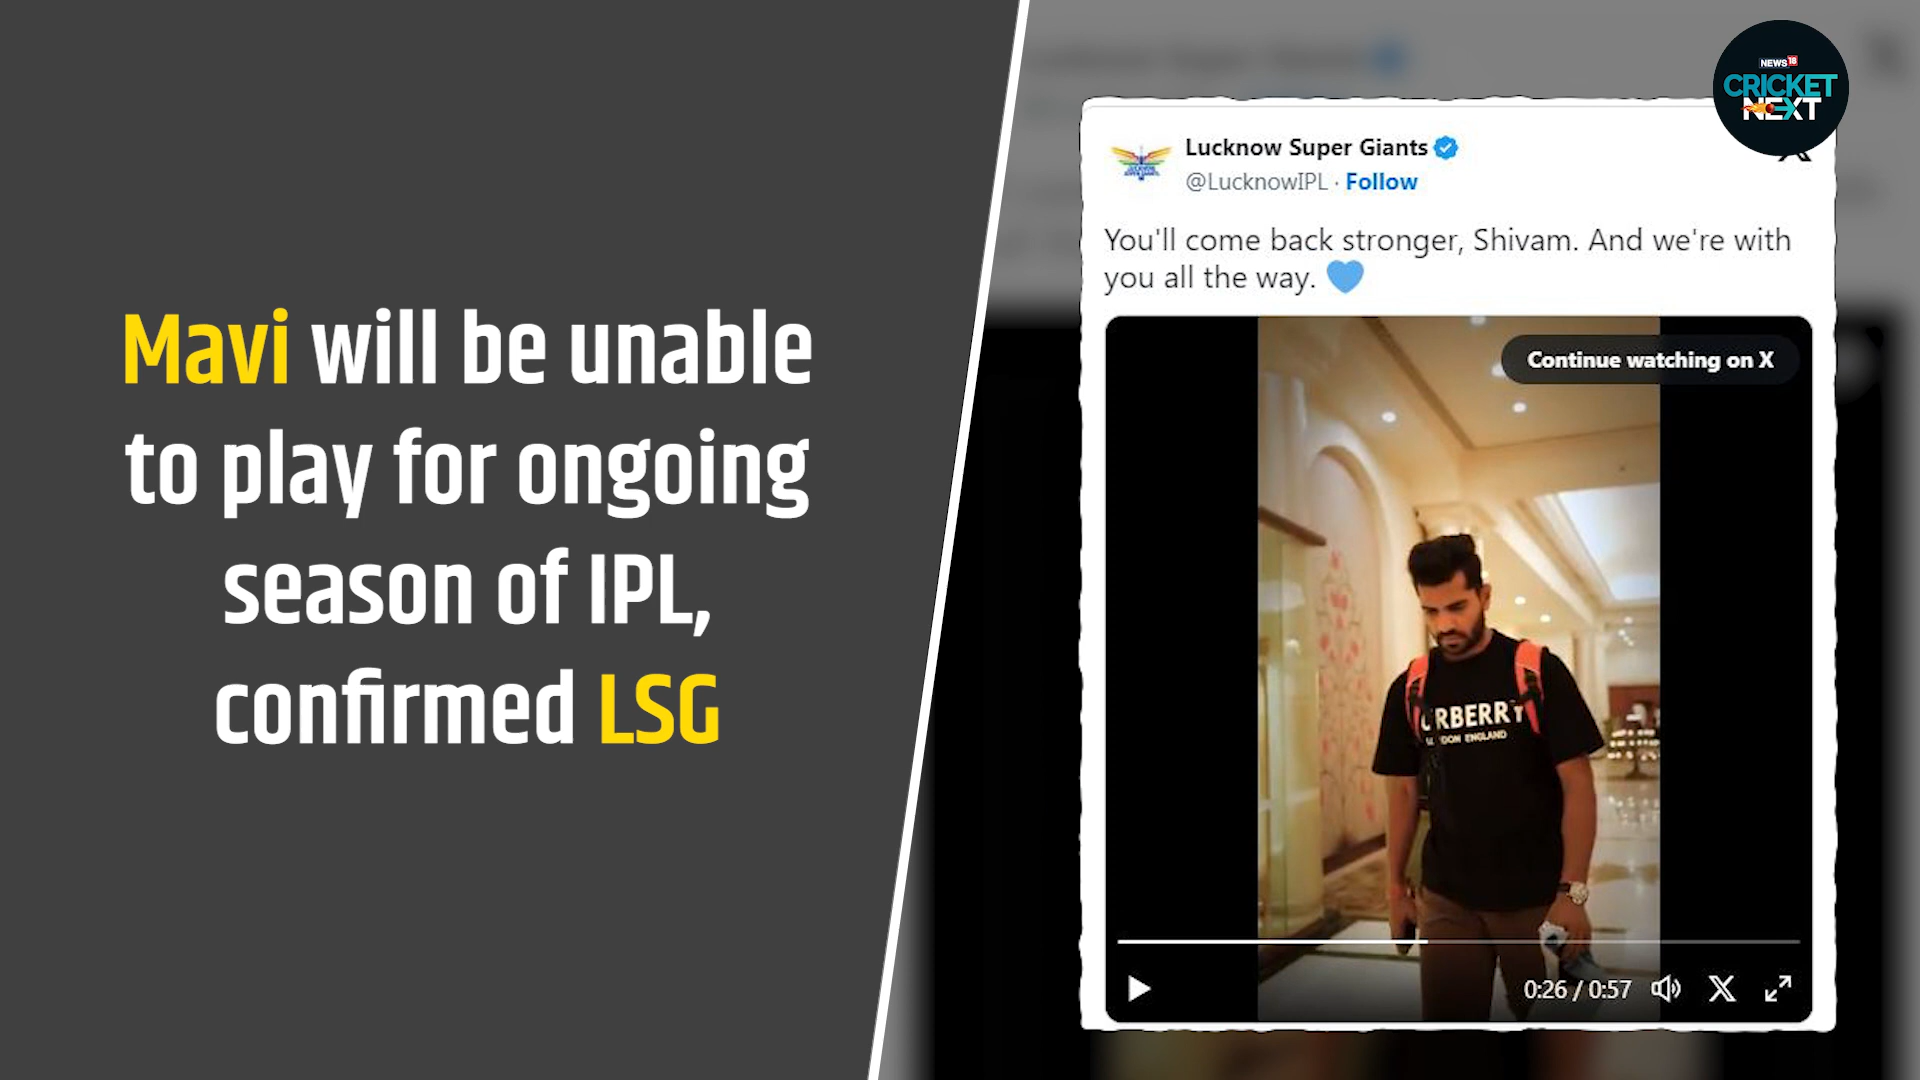 Mavi will be unable
to play for ongoing
season of IPL,
confirmed LSG
NEWS18
CRICKET
NEXT
Lucknow Super Giants
@LucknowIPL · Follow
You'll come back stronger, Shivam. And we're with
you all the way. 💙
Continue watching on X
RBERRY
DON ENGLAND
0:26 / 0:57